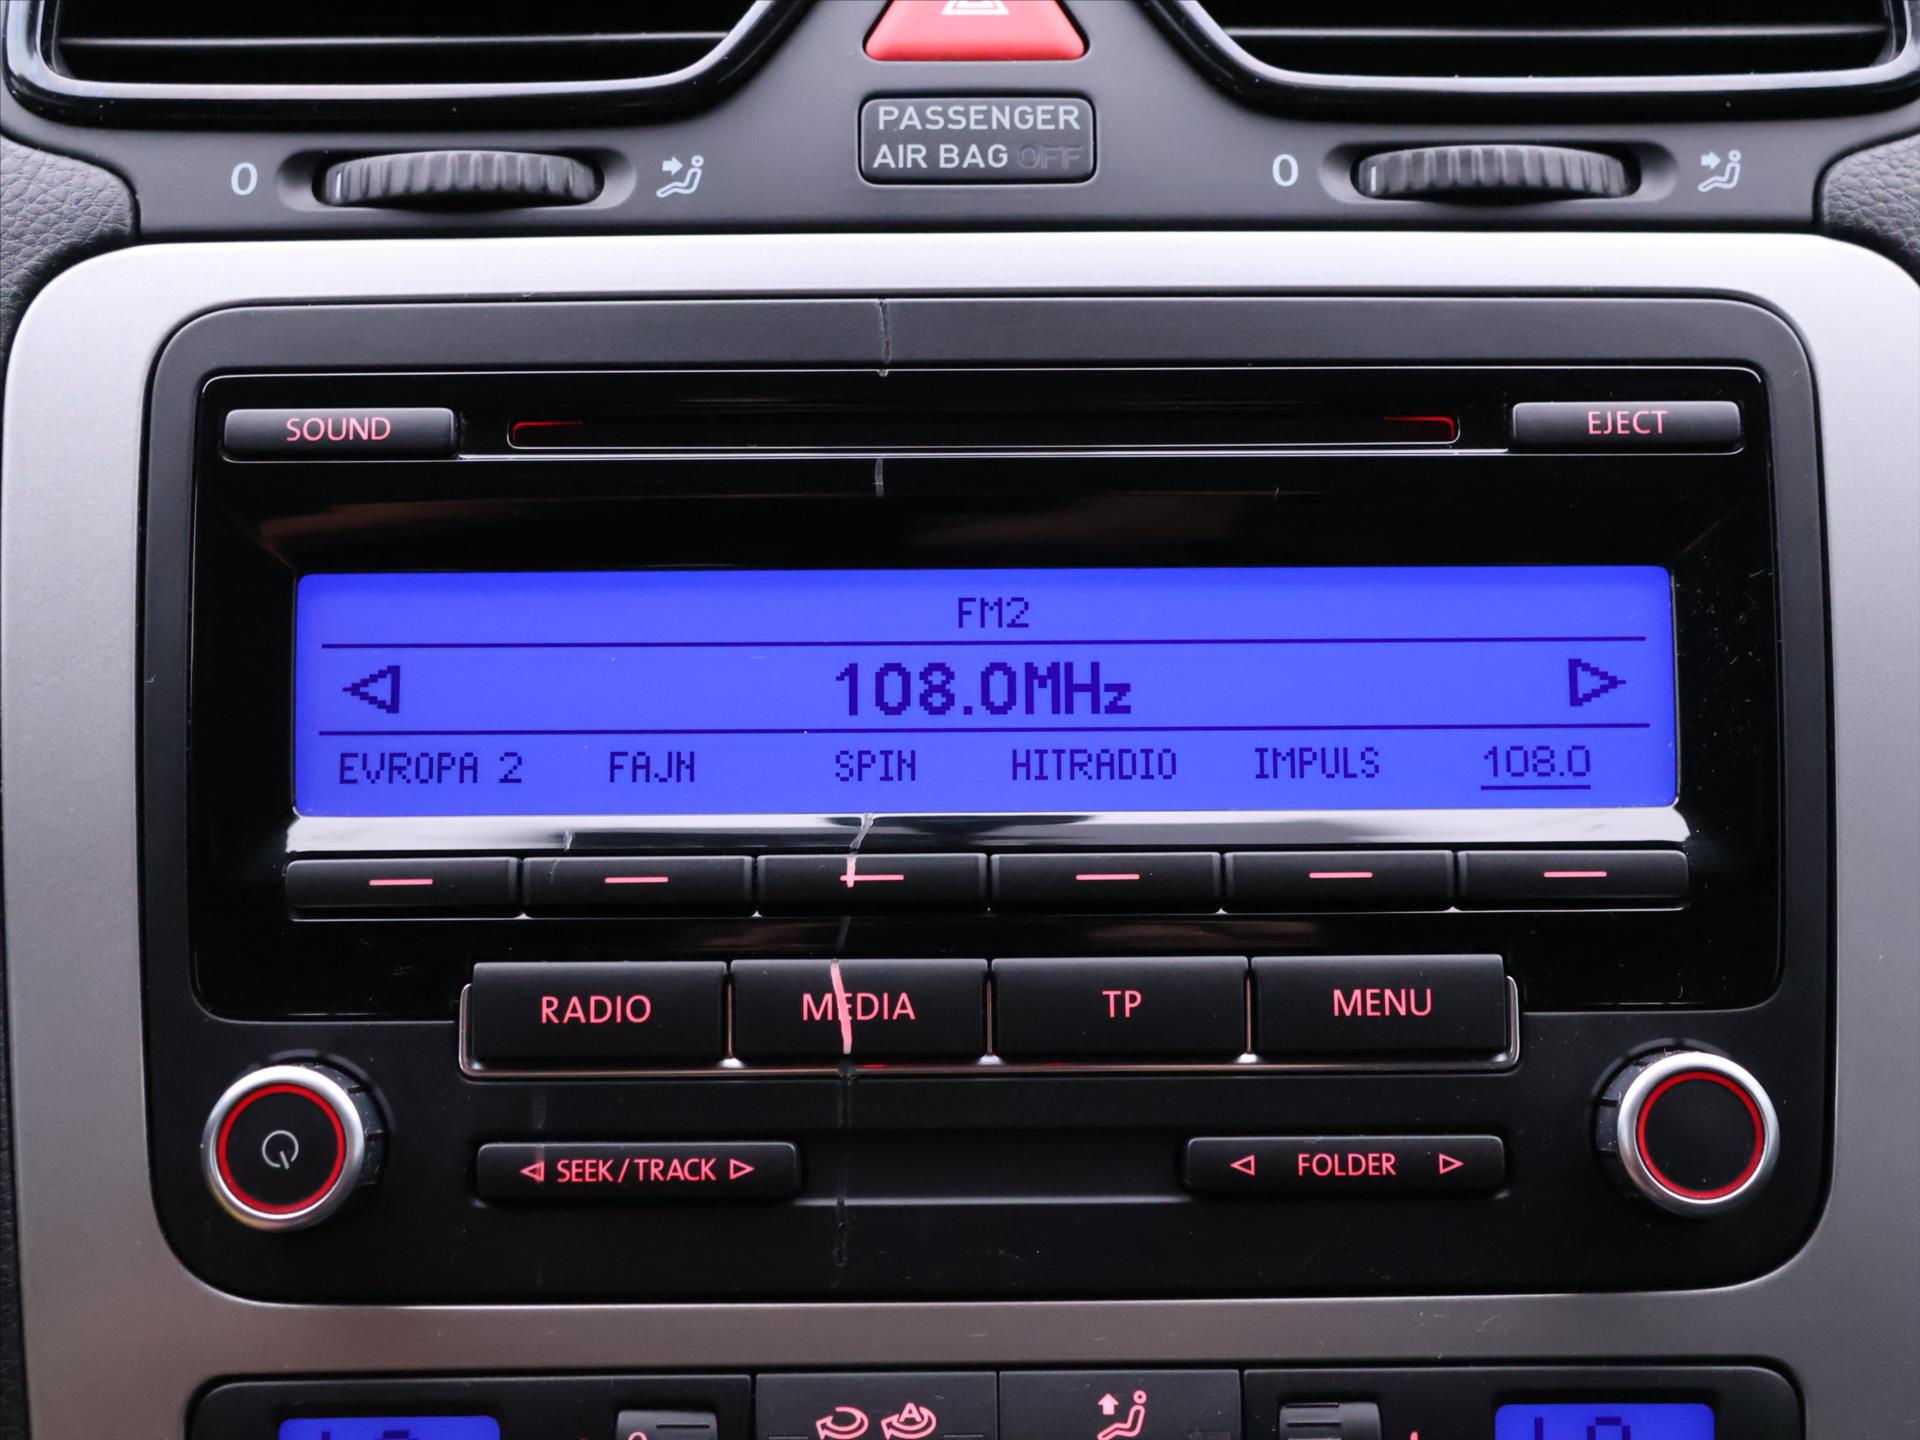 PASSENGER
AIR BAG OFF
0
0
SOUND
EJECT
FM2
108.0MHz
EVROPA 2 FAJN SPIN HITRADIO IMPULS 108.0
RADIO MEDIA TP MENU
SEEK/TRACK FOLDER
A